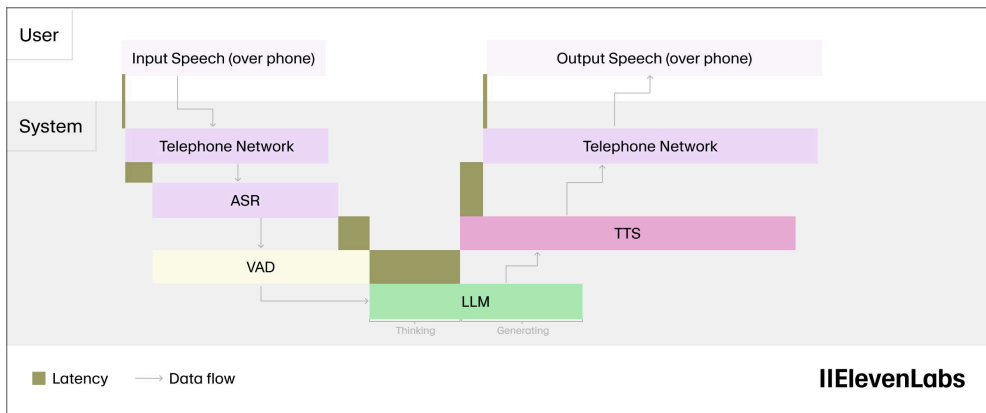 User
Input Speech (over phone)
Output Speech (over phone)
System
Telephone Network
Telephone Network
ASR
TTS
VAD
LLM
Thinking
Generating
Latency
Data flow
IIElevenLabs